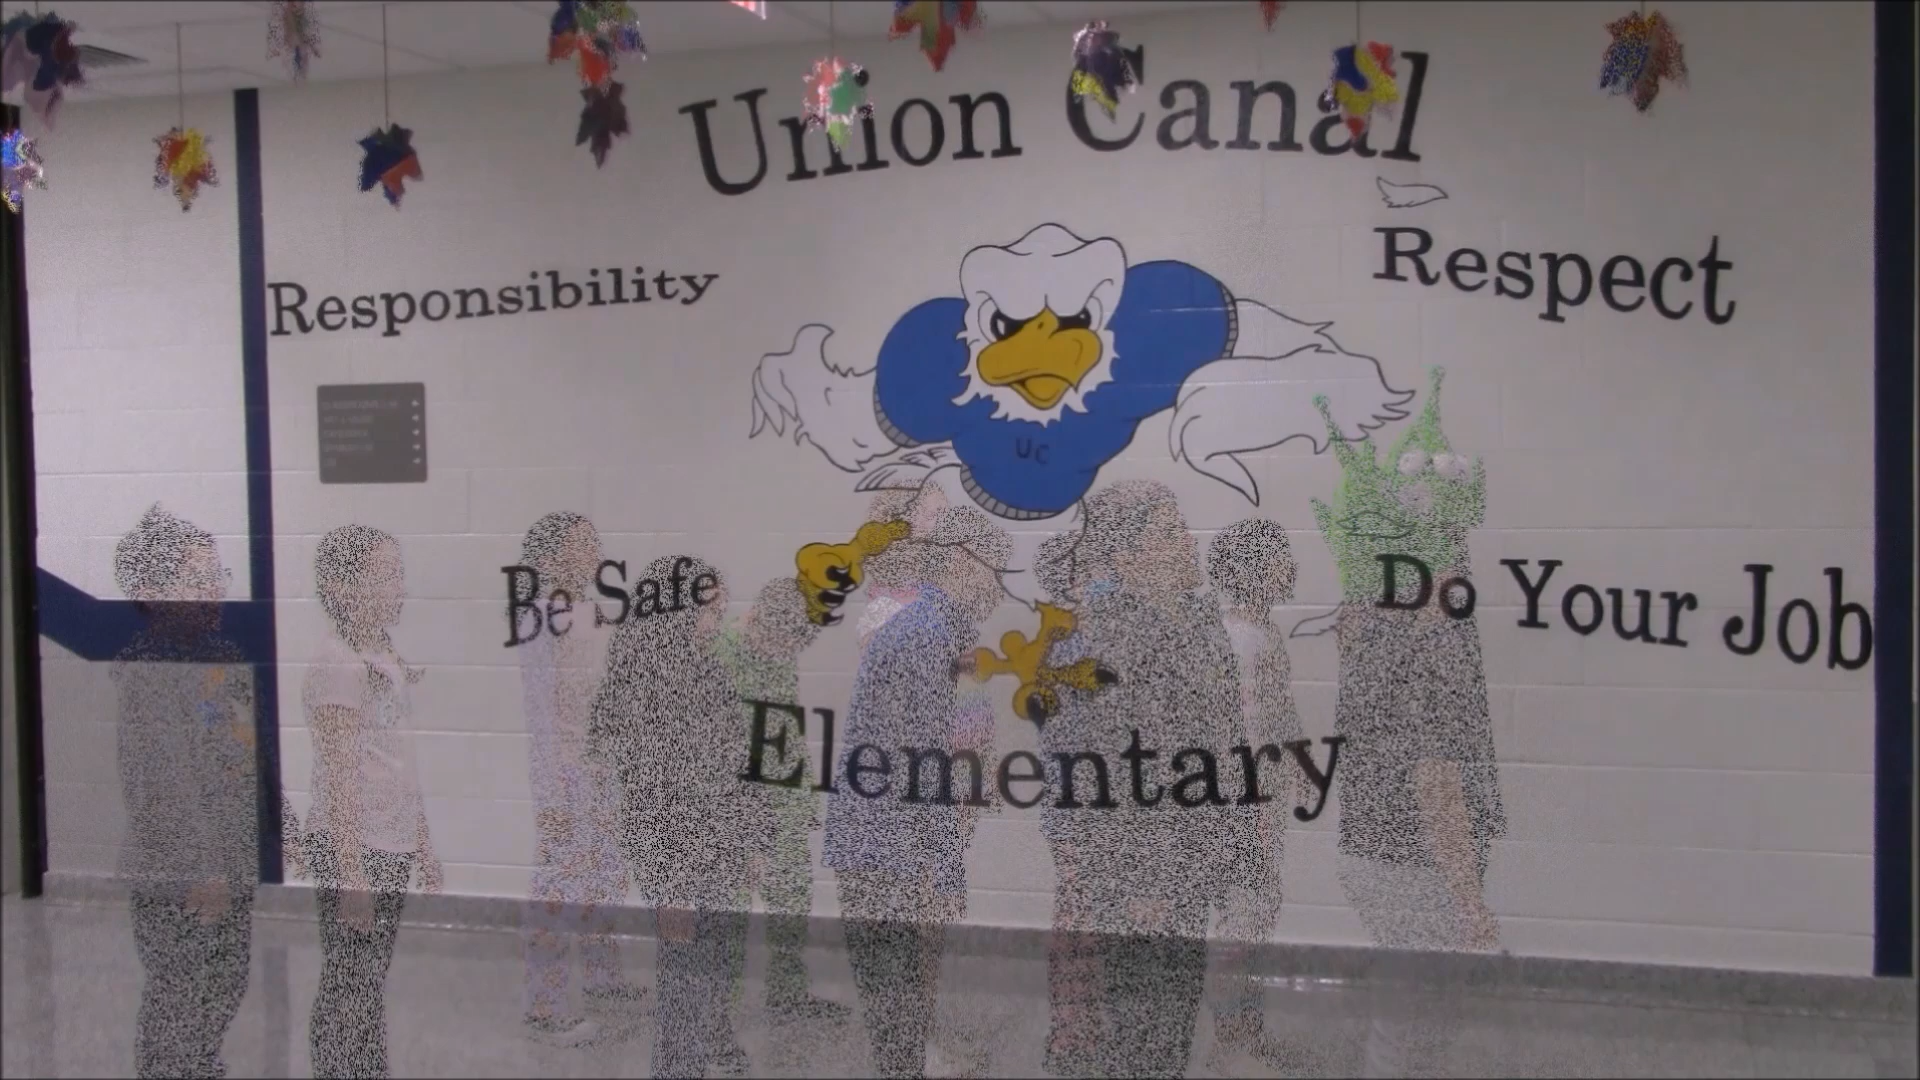 Union Canal
Responsibility
Respect
UC
Be Safe
Do Your Job
Elementary